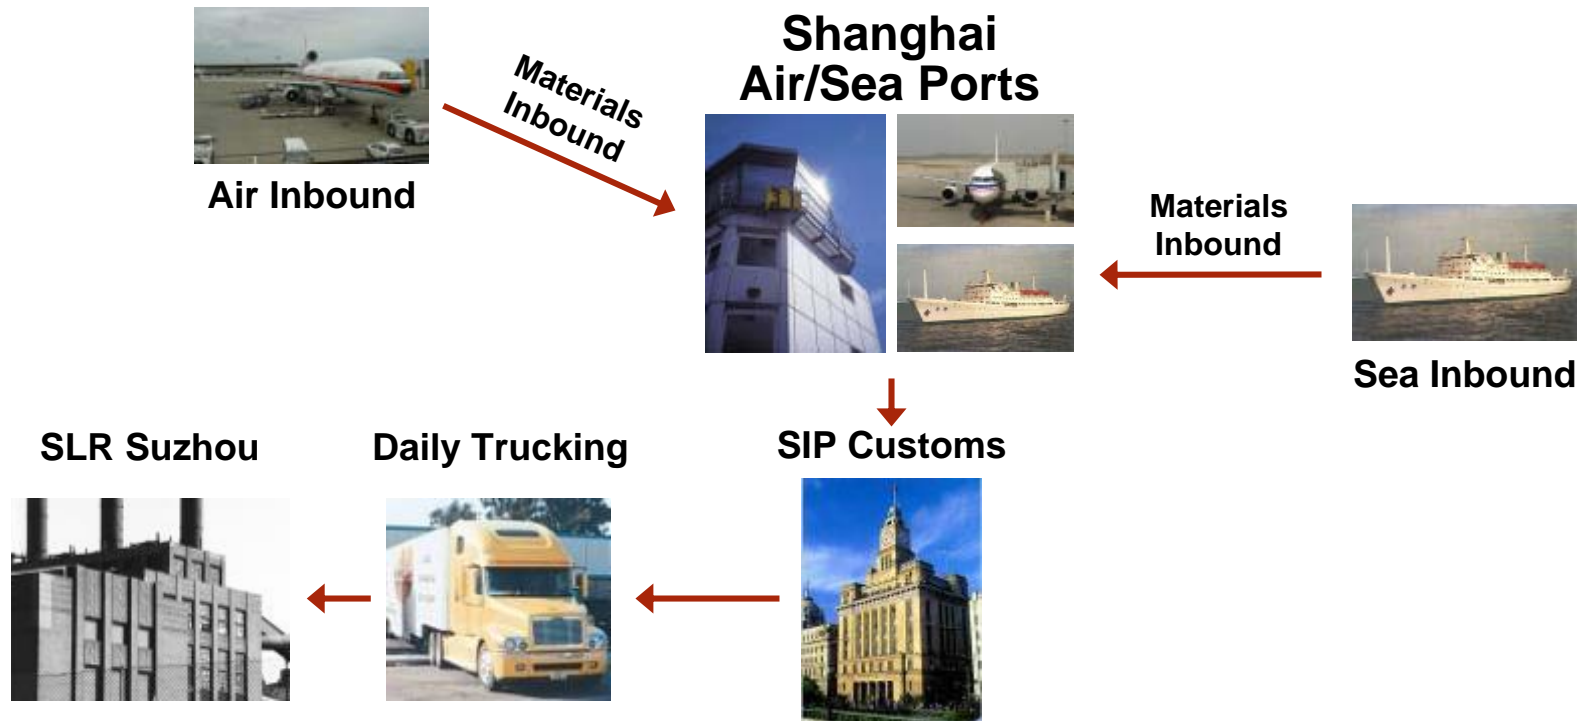 Shanghai
Air/Sea Ports
Materials
Inbound
Air Inbound
Materials
Inbound
Sea Inbound
SLR Suzhou
Daily Trucking
SIP Customs